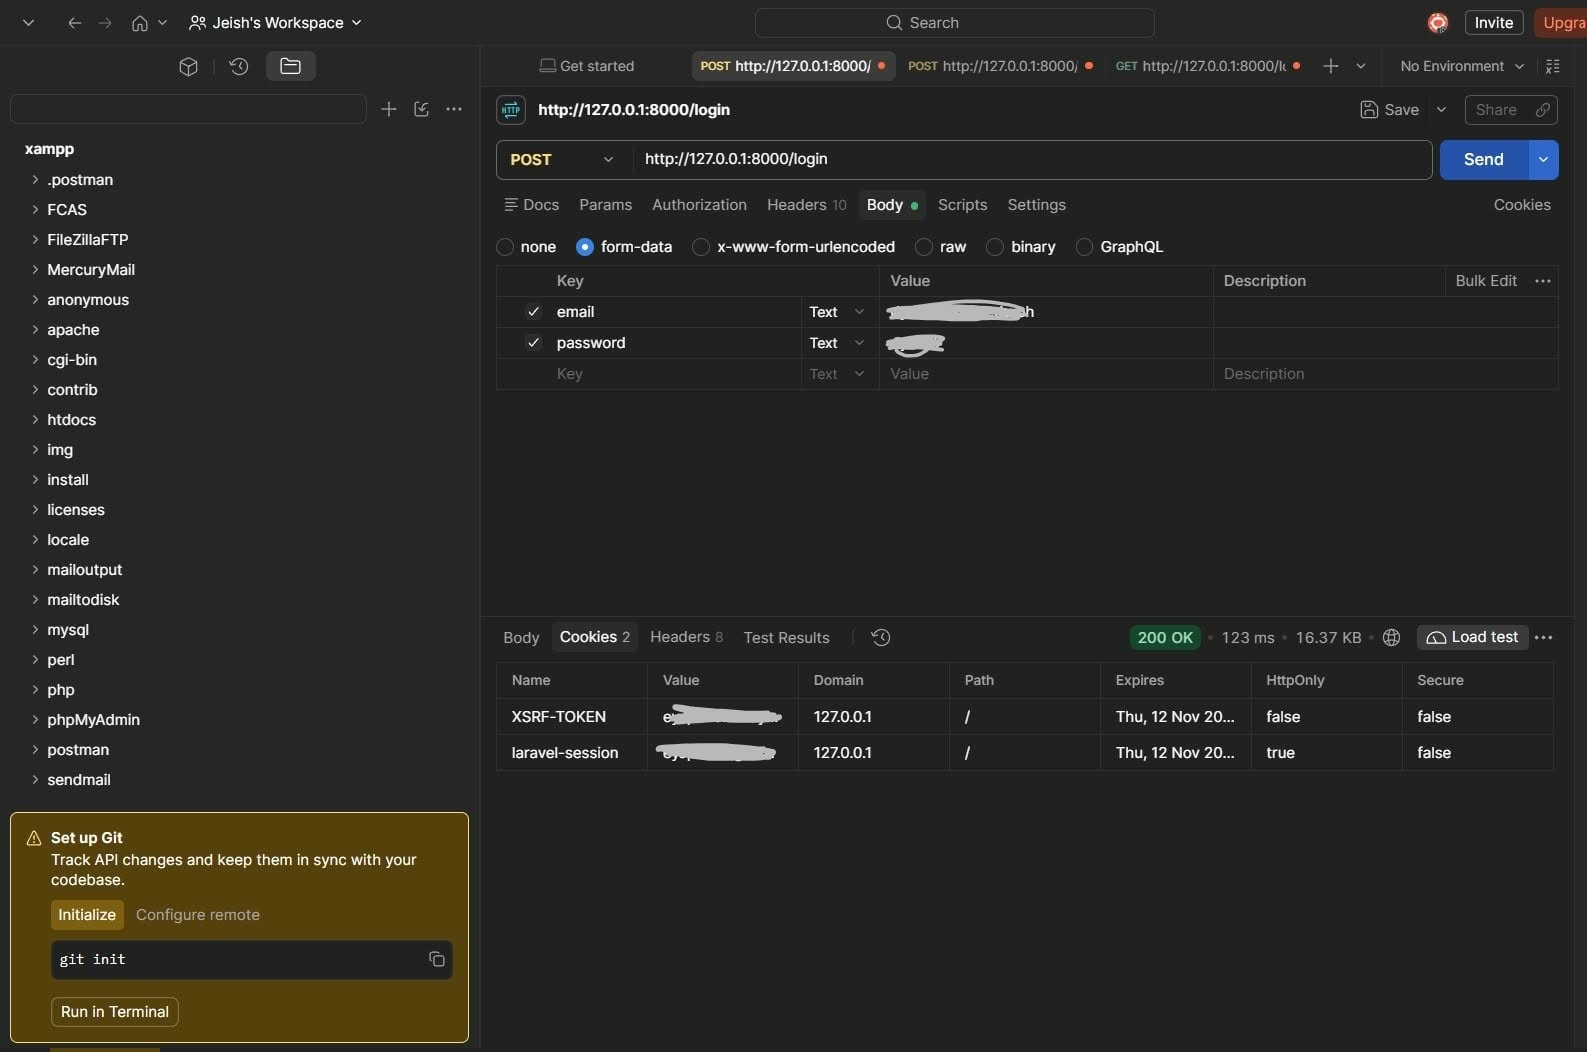 Jeish's Workspace
Search
Invite
Upgra
Get started
POST http://127.0.0.1:8000/
POST http://127.0.0.1:8000/
GET http://127.0.0.1:8000/lo
No Environment
HTTP
http://127.0.0.1:8000/login
Save
Share
POST
http://127.0.0.1:8000/login
Send
Docs
Params
Authorization
Headers 10
Body
Scripts
Settings
Cookies
none
form-data
x-www-form-urlencoded
raw
binary
GraphQL
Key
Value
Description
Bulk Edit
email
Text
password
Text
Key
Text
Value
Description
xampp
.postman
FCAS
FileZillaFTP
MercuryMail
anonymous
apache
cgi-bin
contrib
htdocs
img
install
licenses
locale
mailoutput
mailtodisk
mysql
perl
php
phpMyAdmin
postman
sendmail
Set up Git
Track API changes and keep them in sync with your
codebase.
Initialize
Configure remote
git init
Run in Terminal
Body
Cookies 2
Headers 8
Test Results
200 OK
123 ms
16.37 KB
Load test
Name
Value
Domain
Path
Expires
HttpOnly
Secure
XSRF-TOKEN
127.0.0.1
/
Thu, 12 Nov 20...
false
false
laravel-session
127.0.0.1
/
Thu, 12 Nov 20...
true
false